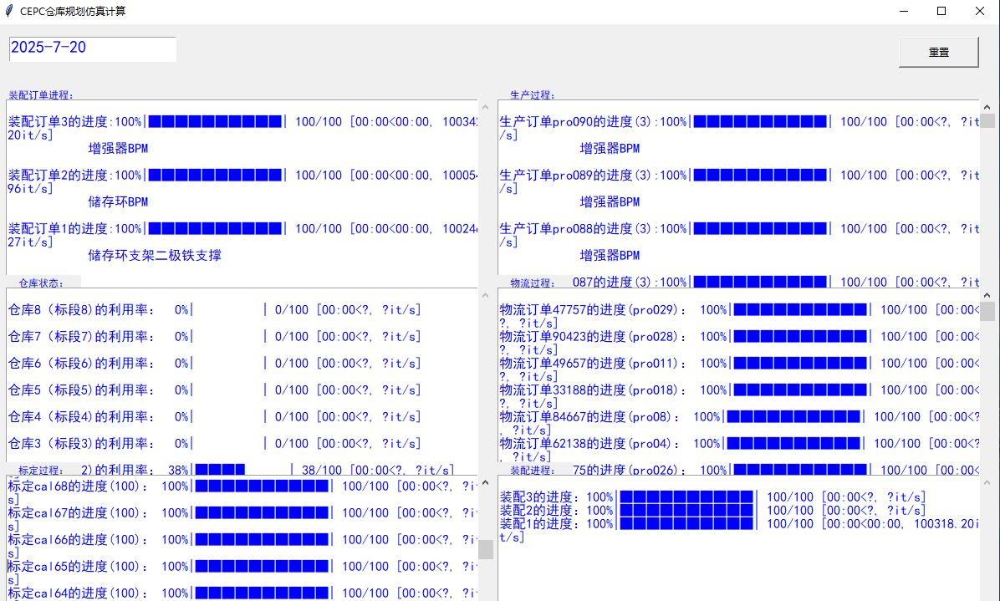 CEPC仓库规划仿真计算
2025-7-20
重置
装配订单进程：
装配订单3的进度:100%|██████████| 100/100 [00:00<00:00, 10034
20it/s]
增强器BPM
装配订单2的进度:100%|██████████| 100/100 [00:00<00:00, 10005
96it/s]
储存环BPM
装配订单1的进度:100%|██████████| 100/100 [00:00<00:00, 10024
27it/s]
储存环支架二极铁支撑
生产过程：
生产订单pro090的进度(3):100%|██████████| 100/100 [00:00<?, ?it
/s]
增强器BPM
生产订单pro089的进度(3):100%|██████████| 100/100 [00:00<?, ?it
/s]
增强器BPM
生产订单pro088的进度(3):100%|██████████| 100/100 [00:00<?, ?it
/s]
增强器BPM
087的进度(3):100%|██████████| 100/100 [00:00<?, ?it
仓库状态：
仓库8（标段8)的利用率： 0%| | 0/100 [00:00<?, ?it/s]
仓库7（标段7)的利用率： 0%| | 0/100 [00:00<?, ?it/s]
仓库6（标段6)的利用率： 0%| | 0/100 [00:00<?, ?it/s]
仓库5（标段5)的利用率： 0%| | 0/100 [00:00<?, ?it/s]
仓库4（标段4)的利用率： 0%| | 0/100 [00:00<?, ?it/s]
仓库3（标段3)的利用率： 0%| | 0/100 [00:00<?, ?it/s]
2)的利用率： 38%|████ | 38/100 [00:00<?, ?it/s]
物流过程：
物流订单47757的进度(pro029)： 100%|██████████| 100/100 [00:00<
?, ?it/s]
物流订单90423的进度(pro028)： 100%|██████████| 100/100 [00:00<
?, ?it/s]
物流订单49657的进度(pro011)： 100%|██████████| 100/100 [00:00<
?, ?it/s]
物流订单33188的进度(pro018)： 100%|██████████| 100/100 [00:00<
?, ?it/s]
物流订单84667的进度(pro08)： 100%|██████████| 100/100 [00:00<?
, ?it/s]
物流订单62138的进度(pro04)： 100%|██████████| 100/100 [00:00<?
, ?it/s]
75的进度(pro026)： 100%|██████████| 100/100 [00:00<
标定过程：
标定cal68的进度(100)： 100%|██████████| 100/100 [00:00<?, ?it/
s]
标定cal67的进度(100)： 100%|██████████| 100/100 [00:00<?, ?it/
s]
标定cal66的进度(100)： 100%|██████████| 100/100 [00:00<?, ?it/
s]
标定cal65的进度(100)： 100%|██████████| 100/100 [00:00<?, ?it/
s]
标定cal64的进度(100)： 100%|██████████| 100/100 [00:00<?, ?it/
装配进程：
装配3的进度：100%|██████████| 100/100 [00:00<?, ?it/s]
装配2的进度：100%|██████████| 100/100 [00:00<?, ?it/s]
装配1的进度：100%|██████████| 100/100 [00:00<00:00, 100318.20i
t/s]